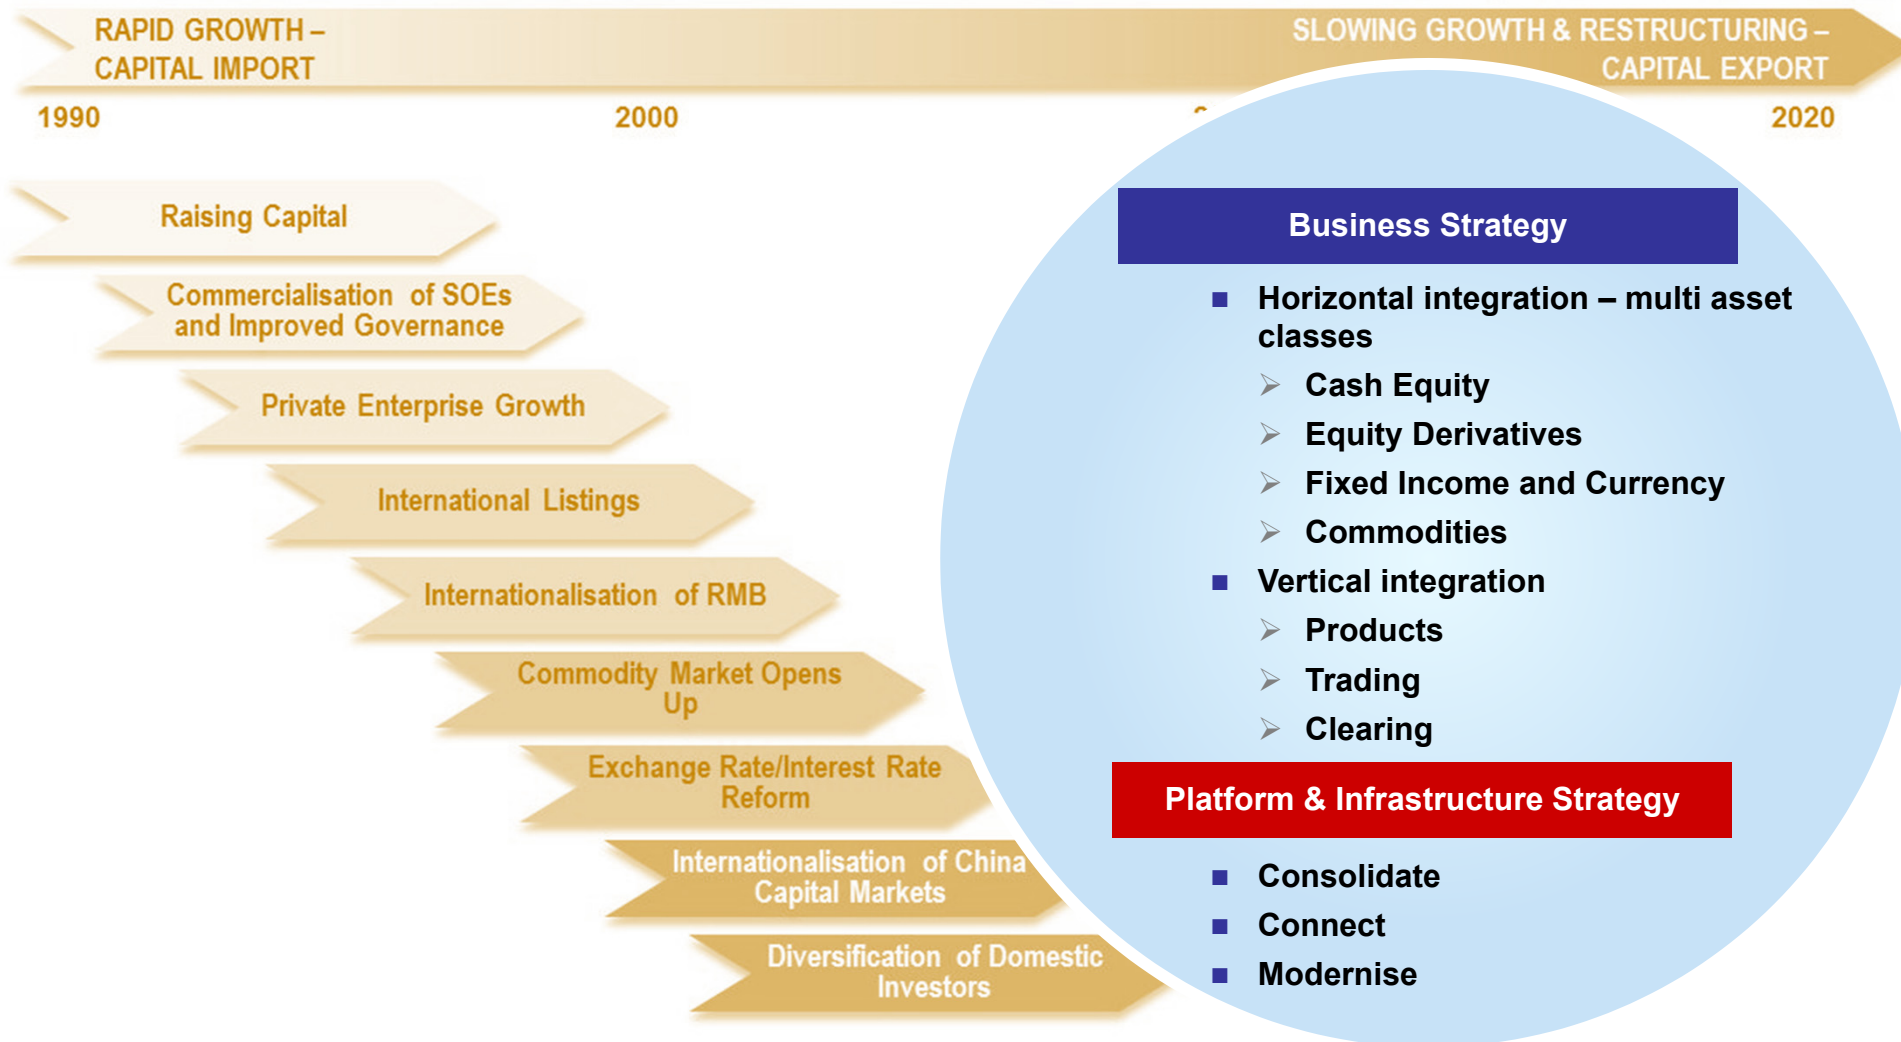 RAPID GROWTH –
CAPITAL IMPORT
SLOWING GROWTH & RESTRUCTURING –
CAPITAL EXPORT
1990
2000
2020
Raising Capital
Commercialisation of SOEs
and Improved Governance
Private Enterprise Growth
International Listings
Internationalisation of RMB
Commodity Market Opens
Up
Exchange Rate/Interest Rate
Reform
Internationalisation of China
Capital Markets
Diversification of Domestic
Investors
Business Strategy
Horizontal integration – multi asset
classes
Cash Equity
Equity Derivatives
Fixed Income and Currency
Commodities
Vertical integration
Products
Trading
Clearing
Platform & Infrastructure Strategy
Consolidate
Connect
Modernise